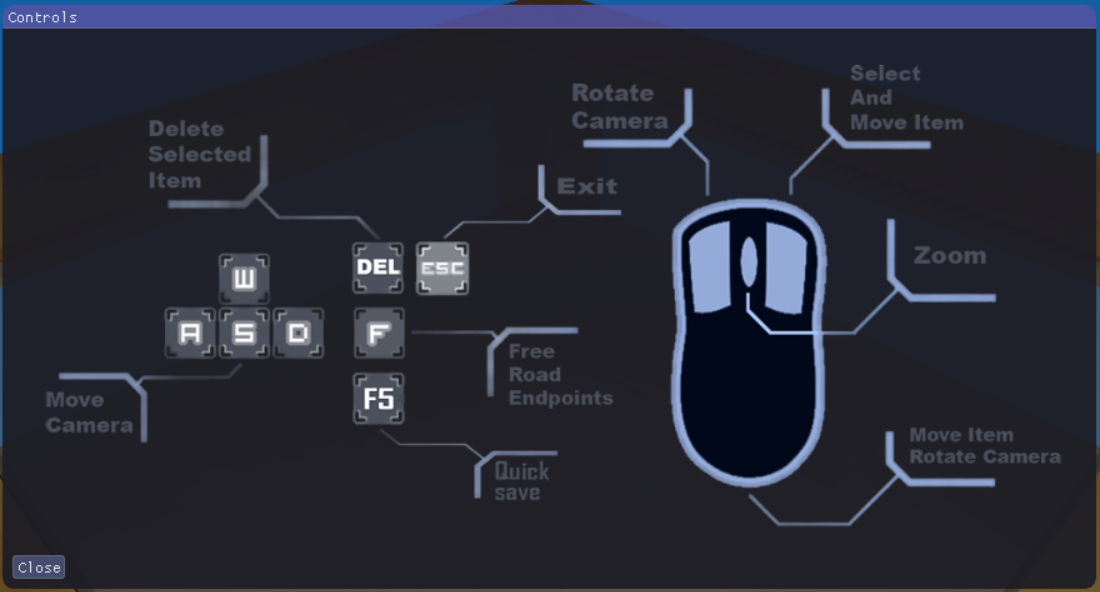 Controls
Delete
Selected
Item
Rotate
Camera
Select
And
Move Item
Exit
DEL
ESC
W
A
S
D
F
F5
Zoom
Free
Road
Endpoints
Move
Camera
Quick
save
Move Item
Rotate Camera
Close